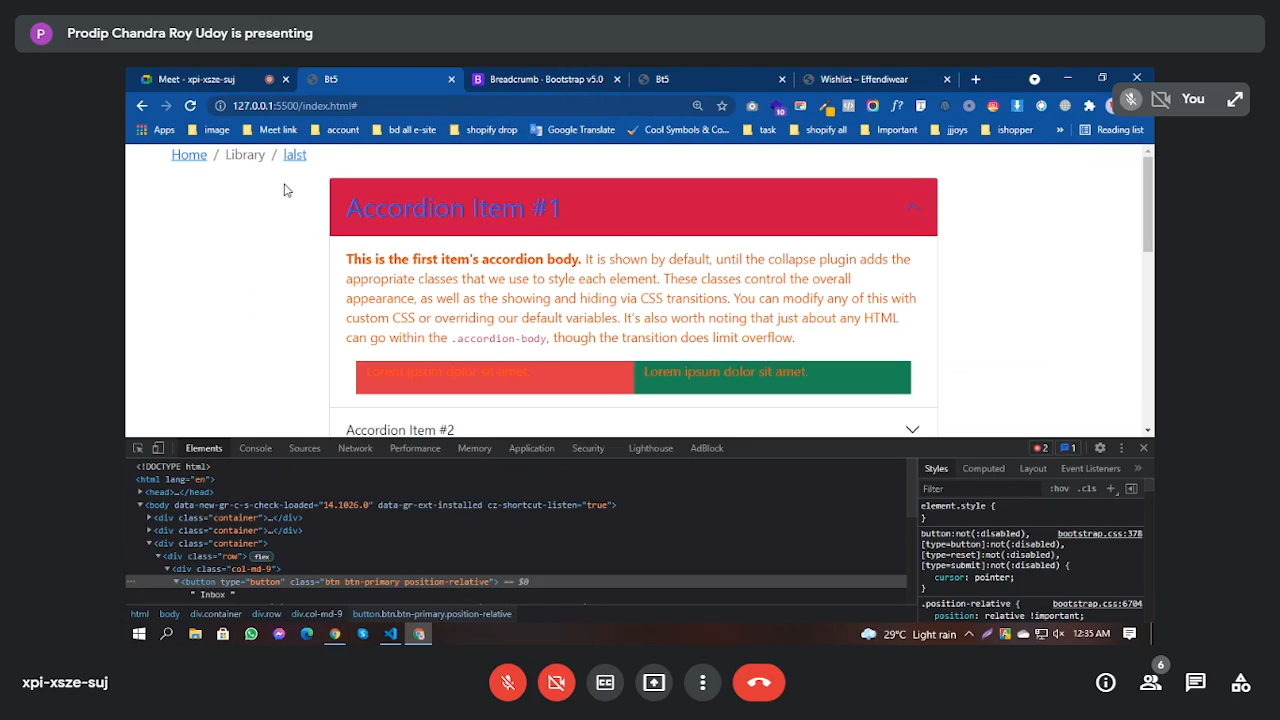 P Prodip Chandra Roy Udoy is presenting
Meet - xpi-xsze-suj
Bt5
Breadcrumb · Bootstrap v5.0
Bt5
Wishlist – Effendiwear
127.0.0.1:5500/index.html#
10
You
Apps image Meet link account bd all e-site shopify drop Google Translate Cool Symbols & Co... task shopify all Important jjjoys ishopper » Reading list
Home / Library / lalst
Accordion Item #1
This is the first item's accordion body. It is shown by default, until the collapse plugin adds the
appropriate classes that we use to style each element. These classes control the overall
appearance, as well as the showing and hiding via CSS transitions. You can modify any of this with
custom CSS or overriding our default variables. It's also worth noting that just about any HTML
can go within the .accordion-body, though the transition does limit overflow.
Lorem ipsum dolor sit amet. Lorem ipsum dolor sit amet.
Accordion Item #2
Elements Console Sources Network Performance Memory Application Security Lighthouse AdBlock 2 1
<!DOCTYPE html>
<html lang="en">
<head>…</head>
<body data-new-gr-c-s-check-loaded="14.1026.0" data-gr-ext-installed cz-shortcut-listen="true">
<div class="container">…</div>
<div class="container">…</div>
<div class="container">
<div class="row"> flex
<div class="col-md-9">
<button type="button" class="btn btn-primary position-relative"> == $0
" Inbox "
html body div.container div.row div.col-md-9 button.btn.btn-primary.position-relative
Styles Computed Layout Event Listeners »
Filter :hov .cls +
element.style {
}
button:not(:disabled), bootstrap.css:378
[type=button]:not(:disabled),
[type=reset]:not(:disabled),
[type=submit]:not(:disabled) {
cursor: pointer;
}
.position-relative { bootstrap.css:6704
position: relative !important;
29°C Light rain 12:35 AM
xpi-xsze-suj
6